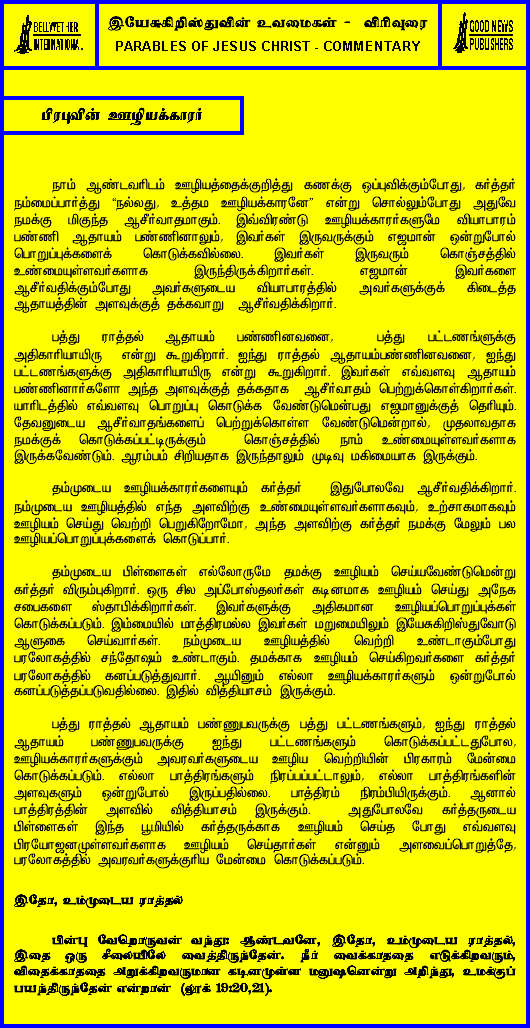 BELLWETHER
INTERNATIONAL
இயேசுகிறிஸ்துவின் உவமைகள் - விரிவுரை
PARABLES OF JESUS CHRIST - COMMENTARY
GOOD NEWS
PUBLISHERS
பிரபுவின் ஊழியக்காரர்
நாம் ஆண்டவரிடம் ஊழியத்தைக்குறித்து கணக்கு ஒப்புவிக்கும்போது, கர்த்தர்
நம்மைப்பார்த்து “நல்லது, உத்தம ஊழியக்காரனே” என்று சொல்லும்போது அதுவே
நமக்கு மிகுந்த ஆசீர்வாதமாகும். இவ்விரண்டு ஊழியக்காரர்களுமே வியாபாரம்
பண்ணி ஆதாயம் பண்ணினாலும், இவர்கள் இருவருக்கும் எஜமான் ஒன்றுபோல்
பொறுப்புக்களைக் கொடுக்கவில்லை. இவர்கள் இருவரும் கொஞ்சத்தில்
உண்மையுள்ளவர்களாக இருந்திருக்கிறார்கள். எஜமான் இவர்களை
ஆசீர்வதிக்கும்போது அவர்களுடைய வியாபாரத்தில் அவர்களுக்குக் கிடைத்த
ஆதாயத்தின் அளவுக்குத் தக்கவாறு ஆசீர்வதிக்கிறார்.
பத்து ராத்தல் ஆதாயம் பண்ணினவனை, பத்து பட்டணங்ளுக்கு
அதிகாரியாயிரு என்று கூறுகிறார். ஐந்து ராத்தல் ஆதாயம்பண்ணினவனை, ஐந்து
பட்டணங்களுக்கு அதிகாரியாயிரு என்று கூறுகிறார். இவர்கள் எவ்வளவு ஆதாயம்
பண்ணினார்களோ அந்த அளவுக்குத் தக்கதாக ஆசீர்வாதம் பெற்றுக்கொள்கிறார்கள்.
யாரிடத்தில் எவ்வளவு பொறுப்பு கொடுக்க வேண்டுமென்பது எஜமானுக்குத் தெரியும்.
தேவனுடைய ஆசீர்வாதங்களைப் பெற்றுக்கொள்ள வேண்டுமென்றால், முதலவதாக
நமக்குக் கொடுக்கப்பட்டிருக்கும் கொஞ்சத்தில் நாம் உண்மையுள்ளவர்களாக
இருக்கவேண்டும். ஆரம்பம் சிறியதாக இருந்தாலும் முடிவு மகிமையாக இருக்கும்.
தம்முடைய ஊழியக்காரர்களையும் கர்த்தர் இதுபோலவே ஆசீர்வதிக்கிறார்.
நம்முடைய ஊழியத்தில் எந்த அளவிற்கு உண்மையுள்ளவர்களாகவும், உற்சாகமாகவும்
ஊழியம் செய்து வெற்றி பெறுகிறோமோ, அந்த அளவிற்கு கர்த்தர் நமக்கு மேலும் பல
ஊழியப்பொறுப்புக்களைக் கொடுப்பார்.
தம்முடைய பிள்ளைகள் எல்லோருமே தமக்கு ஊழியம் செய்யவேண்டுமென்று
கர்த்தர் விரும்புகிறார். ஒரு சில அப்போஸ்தலர்கள் கடினமாக ஊழியம் செய்து அநேக
சபைகளை ஸ்தாபிக்கிறார்கள். இவர்களுக்கு அதிகமான ஊழியப்பொறுப்புக்கள்
கொடுக்கப்படும். இம்மையில் மாத்திரமல்ல இவர்கள் மறுமையிலும் இயேசுகிறிஸ்துவோடு
ஆளுகை செய்வார்கள். நம்முடைய ஊழியத்தில் வெற்றி உண்டாகும்போது
பரலோகத்தில் சந்தோஷம் உண்டாகும். தமக்காக ஊழியம் செய்கிறவர்களை கர்த்தர்
பரலோகத்தில் கனப்படுத்துவார். ஆயினும் எல்லா ஊழியக்காரர்களும் ஒன்றுபோல்
கனப்படுத்தப்படுவதில்லை. இதில் வித்தியாசம் இருக்கும்.
பத்து ராத்தல் ஆதாயம் பண்ணுபவருக்கு பத்து பட்டணங்களும், ஐந்து ராத்தல்
ஆதாயம் பண்ணுபவருக்கு ஐந்து பட்டணங்களும் கொடுக்கப்பட்டதுபோல,
ஊழியக்காரர்களுக்கும் அவரவர்களுடைய ஊழிய வெற்றியின் பிரகாரம் மேன்மை
கொடுக்கப்படும். எல்லா பாத்திரங்களும் நிரப்பப்பட்டாலும், எல்லா பாத்திரங்களின்
அளவுகளும் ஒன்றுபோல் இருப்பதில்லை. பாத்திரம் நிரம்பியிருக்கும். ஆனால்
பாத்திரத்தின் அளவில் வித்தியாசம் இருக்கும். அதுபோலவே கர்த்தருடைய
பிள்ளைகள் இந்த பூமியில் கர்த்தருக்காக ஊழியம் செய்த போது எவ்வளவு
பிரயோஜனமுள்ளவர்களாக ஊழியம் செய்தார்கள் என்னும் அளவைப்பொறுத்தே,
பரலோகத்தில் அவரவர்களுக்குரிய மேன்மை கொடுக்கப்படும்.
இதோ, உம்முடைய ராத்தல்
பின்பு வேறொருவன் வந்து: ஆண்டவனே, இதோ, உம்முடைய ராத்தல்,
இதை ஒரு சீலையிலே வைத்திருந்தேன். நீர் வைக்காததை எடுக்கிறவரும்,
விதைக்காததை அறுக்கிறவருமான கடினமுள்ள மனுஷனென்று அறிந்து, உமக்குப்
பயந்திருந்தேன் என்றான் (லூக் 19:20,21).